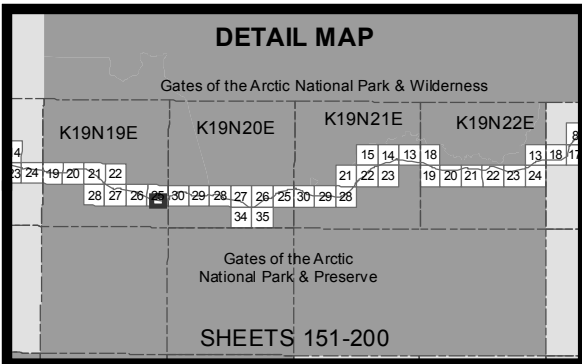 DETAIL MAP
Gates of the Arctic National Park & Wilderness
K19N19E
K19N20E
K19N21E
K19N22E
8
4
15 14 13 18
13 18 17
23 24 19 20 21 22
21 22 23
19 20 21 22 23 24
28 27 26 25 30 29 28 27 26 25 30 29 28
34 35
Gates of the Arctic
National Park & Preserve
SHEETS 151-200